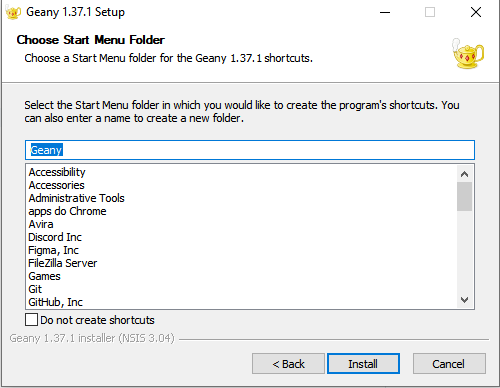 Geany 1.37.1 Setup
Choose Start Menu Folder
Choose a Start Menu folder for the Geany 1.37.1 shortcuts.
Select the Start Menu folder in which you would like to create the program's shortcuts. You
can also enter a name to create a new folder.
Geany
Accessibility
Accessories
Administrative Tools
apps do Chrome
Avira
Discord Inc
Figma, Inc
FileZilla Server
Games
Git
GitHub, Inc
Do not create shortcuts
Geany 1.37.1 installer (NSIS 3.04)
< Back
Install
Cancel